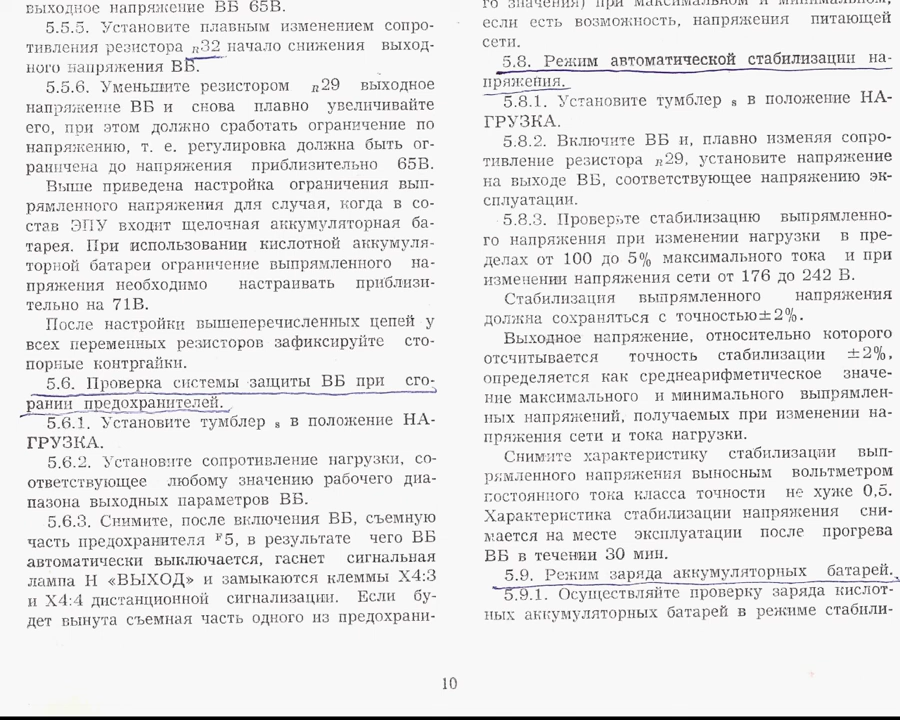 выходное напряжение ВБ 65В.
5.5.5. Установите плавным изменением сопро-
тивления резистора R32 начало снижения выход-
ного напряжения ВБ.
5.5.6. Уменьшите резистором R29 выходное
напряжение ВБ и снова плавно увеличивайте
его, при этом должно сработать ограничение по
напряжению, т. е. регулировка должна быть ог-
раничена до напряжения приблизительно 65В.
Выше приведена настройка ограничения вып-
рямленного напряжения для случая, когда в со-
став ЭПУ входит щелочная аккумуляторная ба-
тарея. При использовании кислотной аккумуля-
торной батареи ограничение выпрямленного на-
пряжения необходимо настраивать приблизи-
тельно на 71В.
После настройки вышеперечисленных цепей у
всех переменных резисторов зафиксируйте сто-
порные контргайки.
5.6. Проверка системы защиты ВБ при сго-
рании предохранителей.
5.6.1. Установите тумблер s в положение НА-
ГРУЗКА.
5.6.2. Установите сопротивление нагрузки, со-
ответствующее любому значению рабочего диа-
пазона выходных параметров ВБ.
5.6.3. Снимите, после включения ВБ, съемную
часть предохранителя F5, в результате чего ВБ
автоматически выключается, гаснет сигнальная
лампа Н «ВЫХОД» и замыкаются клеммы Х4:3
и Х4:4 дистанционной сигнализации. Если бу-
дет вынута съемная часть одного из предохрани-
го значения) при максимальном и минимальном,
если есть возможность, напряжения питающей
сети.
5.8. Режим автоматической стабилизации на-
пряжения.
5.8.1. Установите тумблер s в положение НА-
ГРУЗКА.
5.8.2. Включите ВБ и, плавно изменяя сопро-
тивление резистора R29, установите напряжение
на выходе ВБ, соответствующее напряжению эк-
сплуатации.
5.8.3. Проверьте стабилизацию выпрямленно-
го напряжения при изменении нагрузки в пре-
делах от 100 до 5% максимального тока и при
изменении напряжения сети от 176 до 242 В.
Стабилизация выпрямленного напряжения
должна сохраняться с точностью±2%.
Выходное напряжение, относительно которого
отсчитывается точность стабилизации ±2%,
определяется как среднеарифметическое значе-
ние максимального и минимального выпрямлен-
ных напряжений, получаемых при изменении на-
пряжения сети и тока нагрузки.
Снимите характеристику стабилизации вып-
рямленного напряжения выносным вольтметром
постоянного тока класса точности не хуже 0,5.
Характеристика стабилизации напряжения сни-
мается на месте эксплуатации после прогрева
ВБ в течении 30 мин.
5.9. Режим заряда аккумуляторных батарей.
5.9.1. Осуществляйте проверку заряда кислот-
ных аккумуляторных батарей в режиме стабили-
10